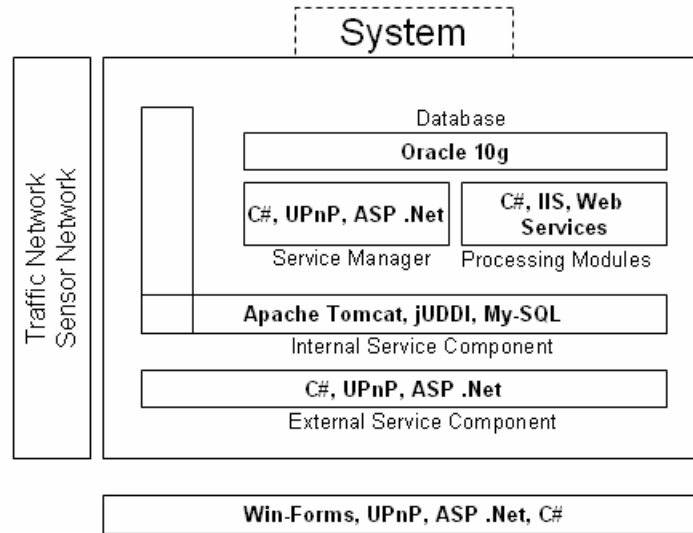 System
Traffic Network
Sensor Network
Database
Oracle 10g
C#, UPnP, ASP .Net
Service Manager
C#, IIS, Web
Services
Processing Modules
Apache Tomcat, jUDDI, My-SQL
Internal Service Component
C#, UPnP, ASP .Net
External Service Component
Win-Forms, UPnP, ASP .Net, C#